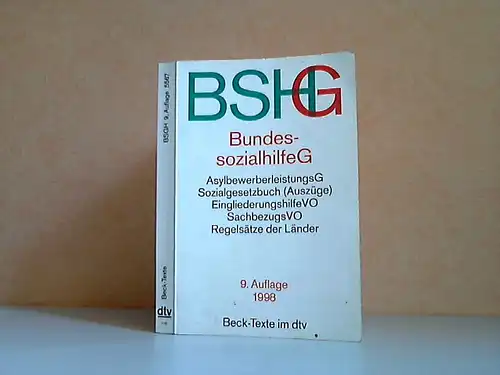 BSHG
Bundes-
sozialhilfeG
AsylbewerberleistungsG
Sozialgesetzbuch (Auszüge)
EingliederungshilfeVO
SachbezugsVO
Regelsätze der Länder
9. Auflage
1998
Beck-Texte im dtv
BSGH 9. Auflage 5567
Beck-Texte
dtv